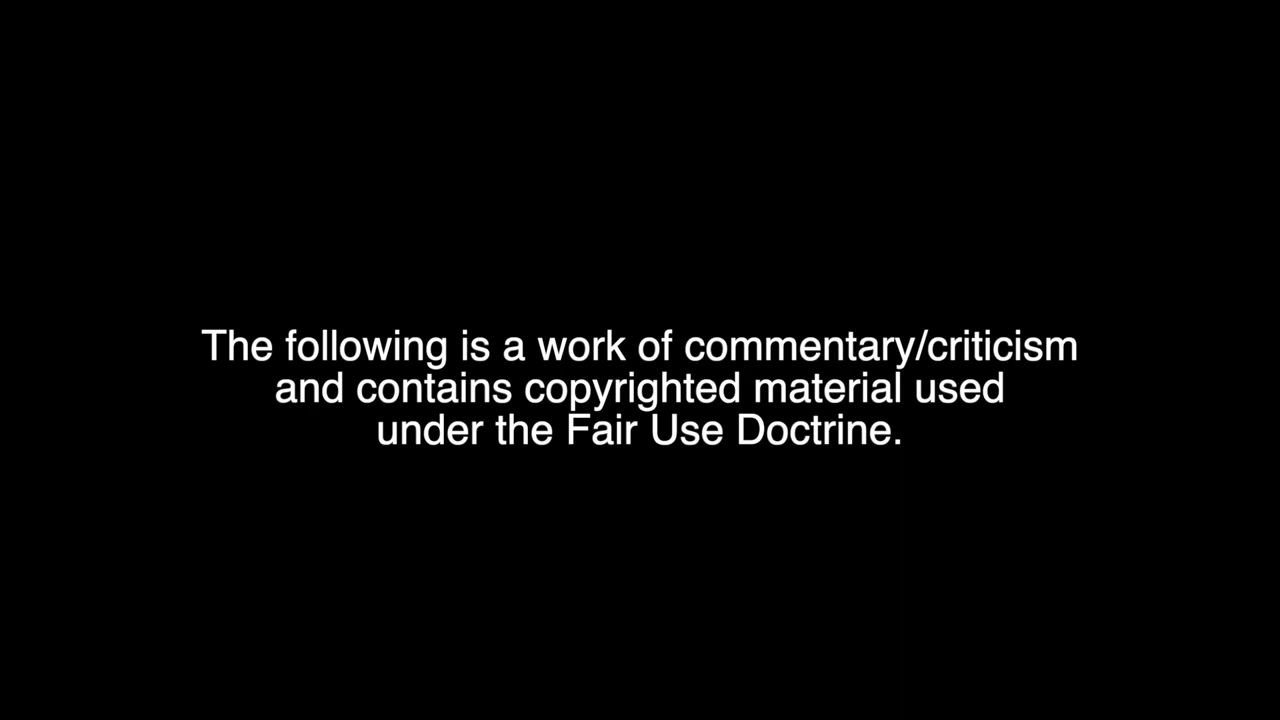 The following is a work of commentary/criticism
and contains copyrighted material used
under the Fair Use Doctrine.